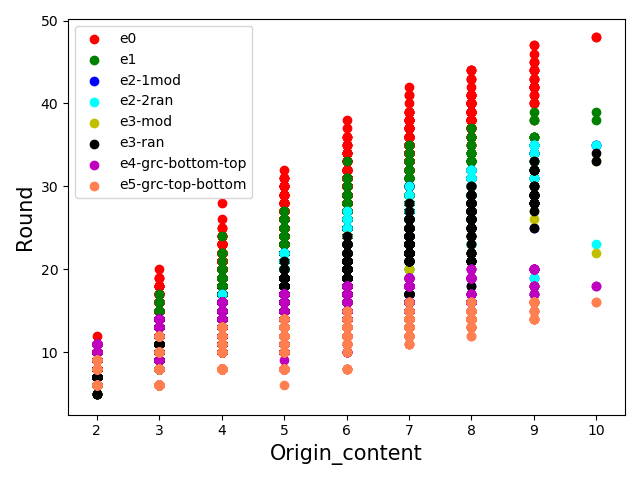 50
40
30
20
10
Round
e0
e1
e2-1mod
e2-2ran
e3-mod
e3-ran
e4-grc-bottom-top
e5-grc-top-bottom
2 3 4 5 6 7 8 9 10
Origin_content